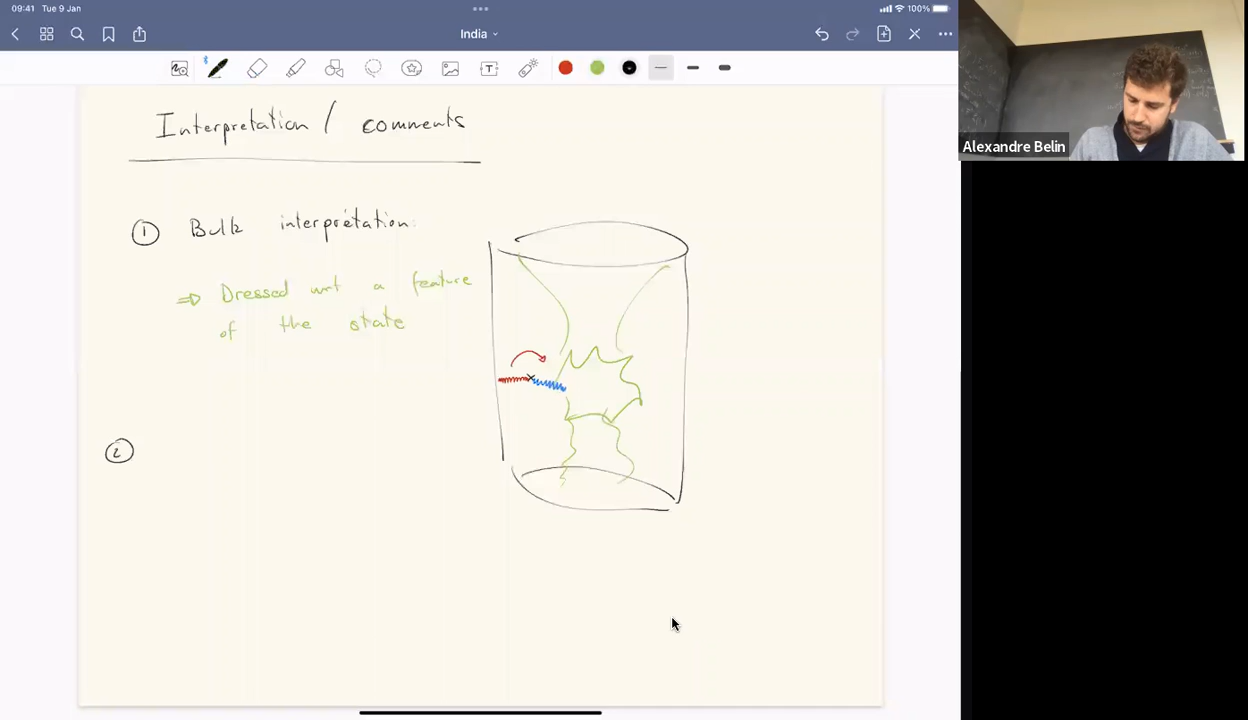 09:41 Tue 9 Jan
100%
India
Interpretation / comments
Alexandre Belin
① Bulk interpretation:
⇒ Dressed wrt a feature
of the state
②